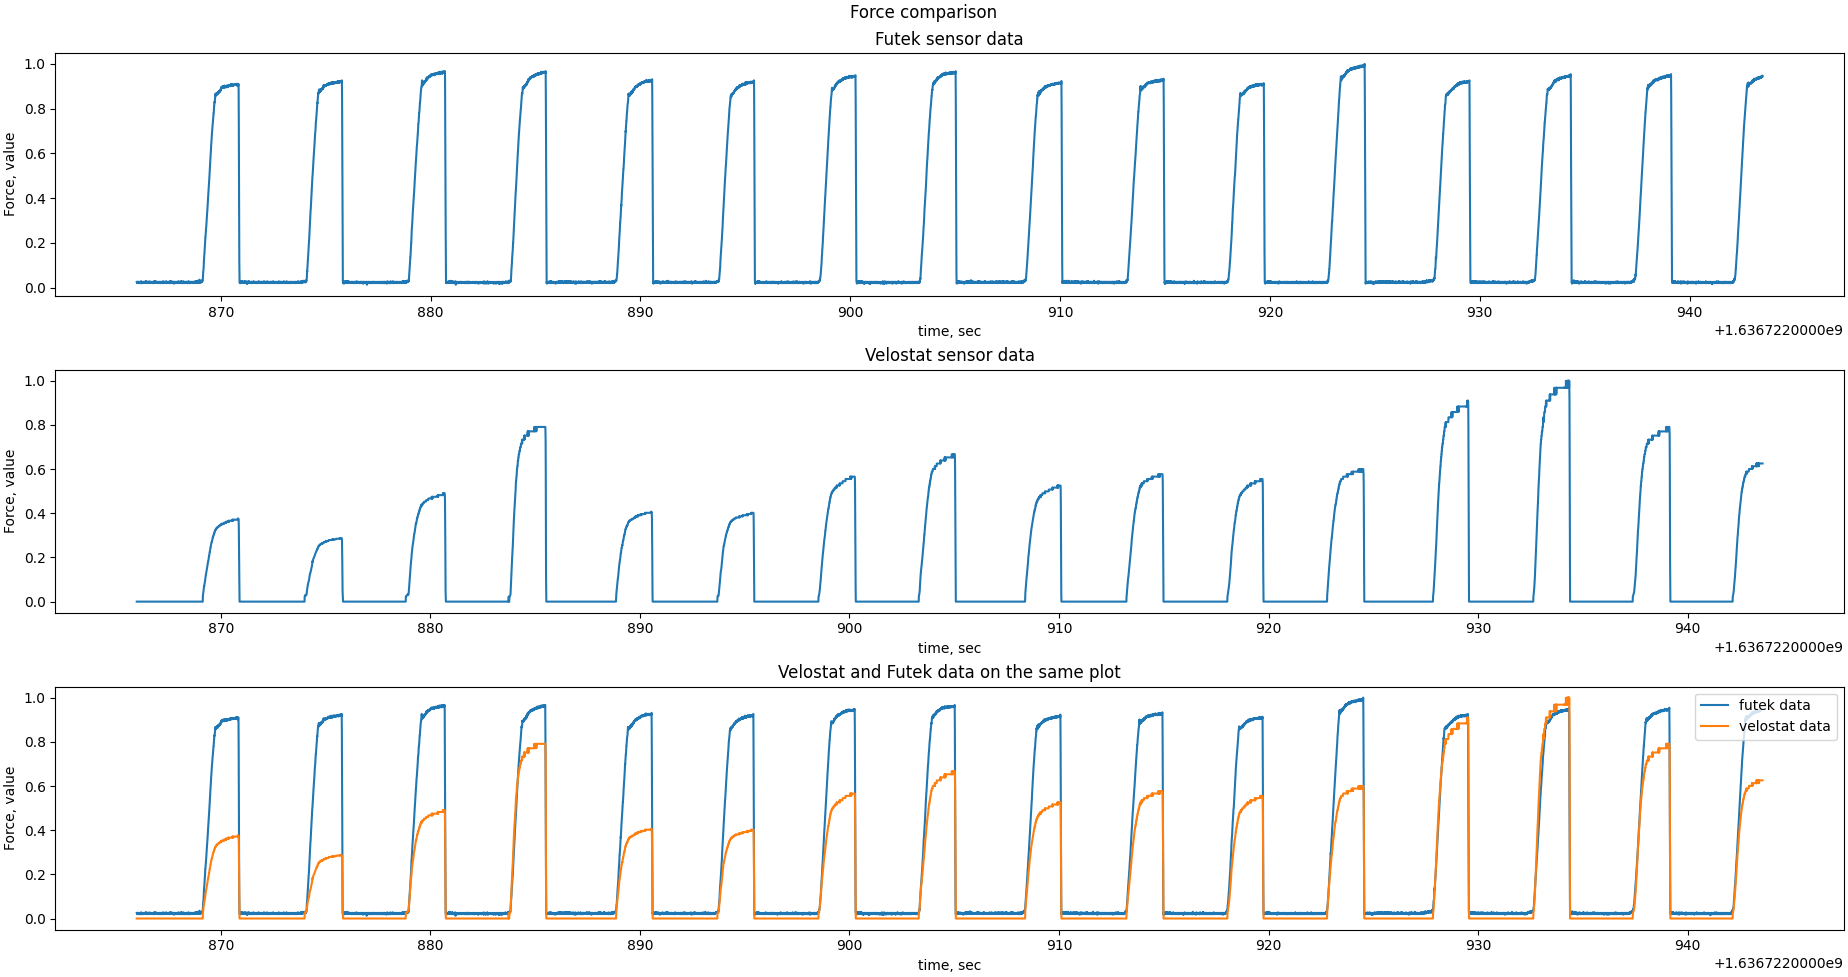 Force comparison
Futek sensor data
1.0
0.8
0.6
0.4
0.2
0.0
Force, value
870 880 890 900 910 920 930 940
time, sec
+1.6367220000e9
Velostat sensor data
1.0
0.8
0.6
0.4
0.2
0.0
Force, value
870 880 890 900 910 920 930 940
time, sec
+1.6367220000e9
Velostat and Futek data on the same plot
1.0
0.8
0.6
0.4
0.2
0.0
Force, value
futek data
velostat data
870 880 890 900 910 920 930 940
time, sec
+1.6367220000e9